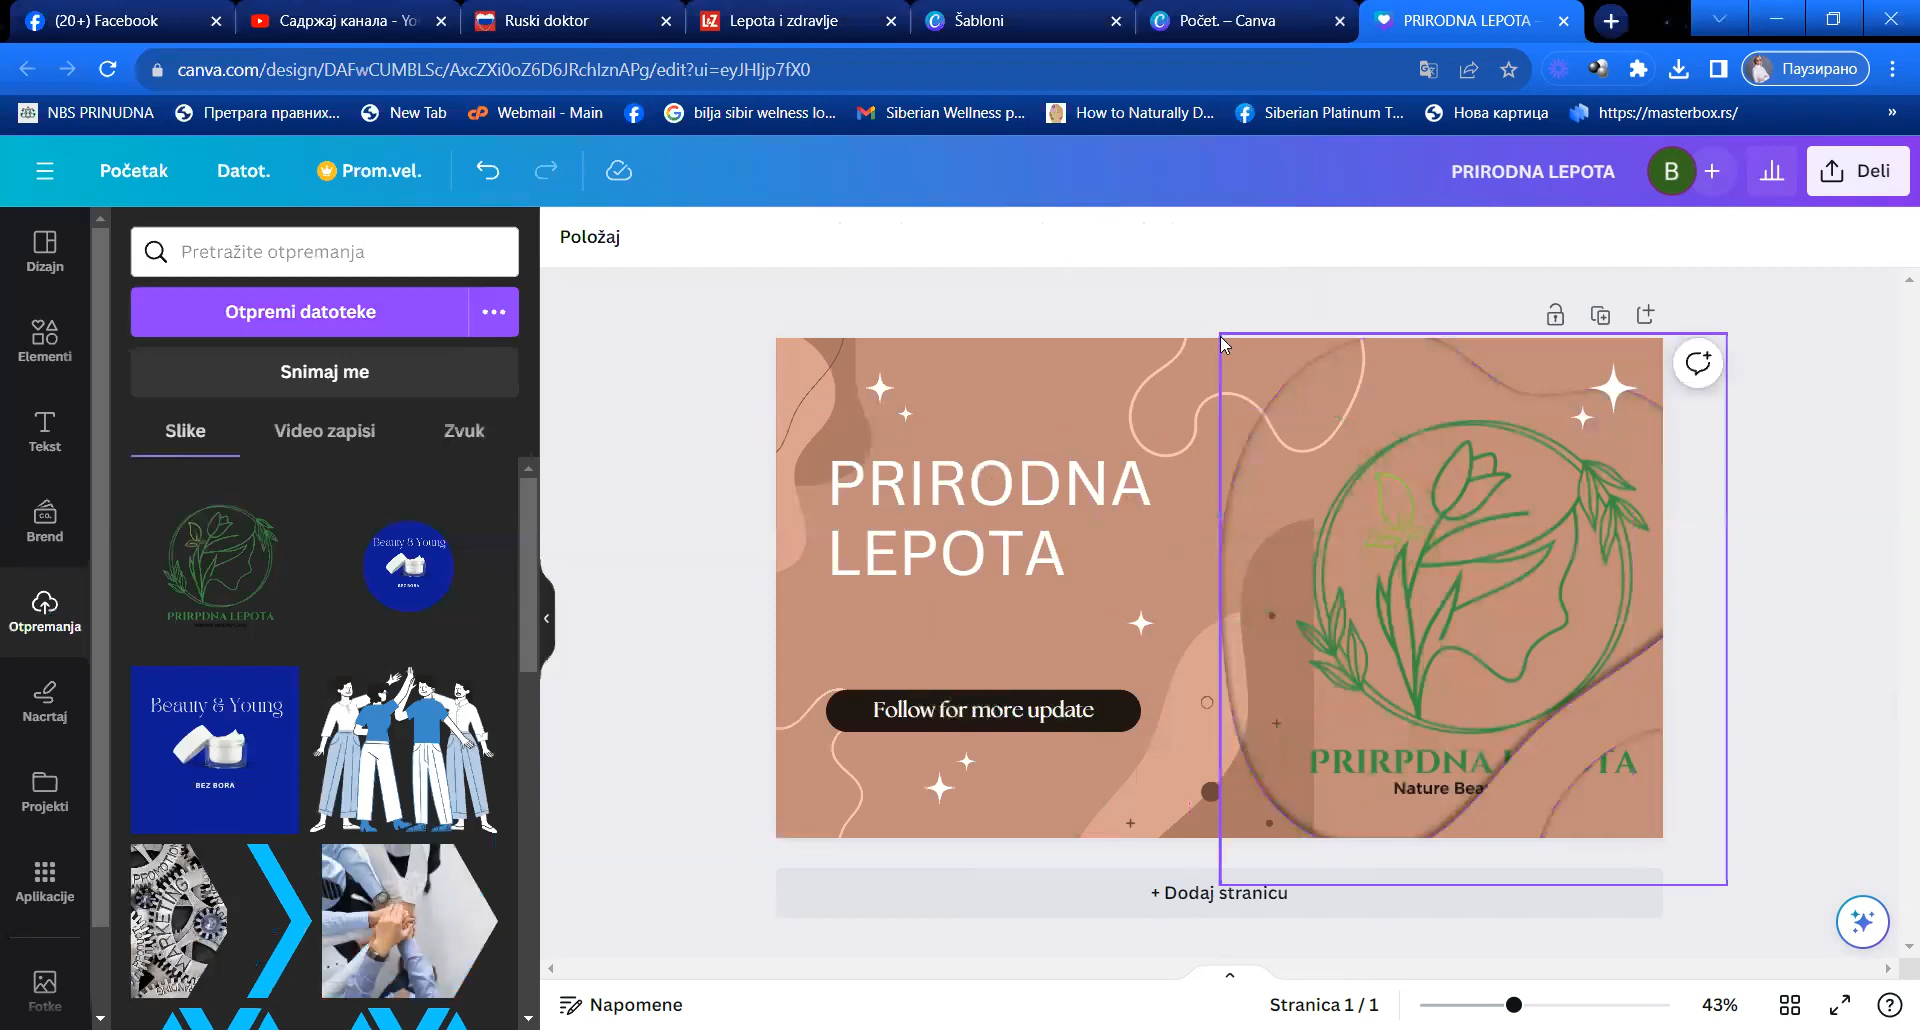 (20+) Facebook
Садржај канала - Yo
Ruski doktor
Lepota i zdravlje
Šabloni
Počet. – Canva
PRIRODNA LEPOTA –
canva.com/design/DAFwCUMBLSc/AxcZXi0oZ6D6JRchIznAPg/edit?ui=eyJHIjp7fX0
Паузирано
NBS PRINUDNA
Претрага правних...
New Tab
Webmail - Main
bilja sibir welness lo...
Siberian Wellness p...
How to Naturally D...
Siberian Platinum T...
Нова картица
https://masterbox.rs/
»
Početak
Datot.
Prom.vel.
PRIRODNA LEPOTA
B
Deli
Dizajn
Elementi
Tekst
Brend
Otpremanja
Nacrtaj
Projekti
Aplikacije
Fotke
Pretražite otpremanja
Otpremi datoteke
Snimaj me
Slike
Video zapisi
Zvuk
PRIRPDNA LEPOTA
Beauty & Young
BEZ BORA
Beauty & Young
BEZ BORA
Položaj
PRIRODNA
LEPOTA
Follow for more update
PRIRPDNA
TA
Nature Bea
+ Dodaj stranicu
Napomene
Stranica 1 / 1
43%